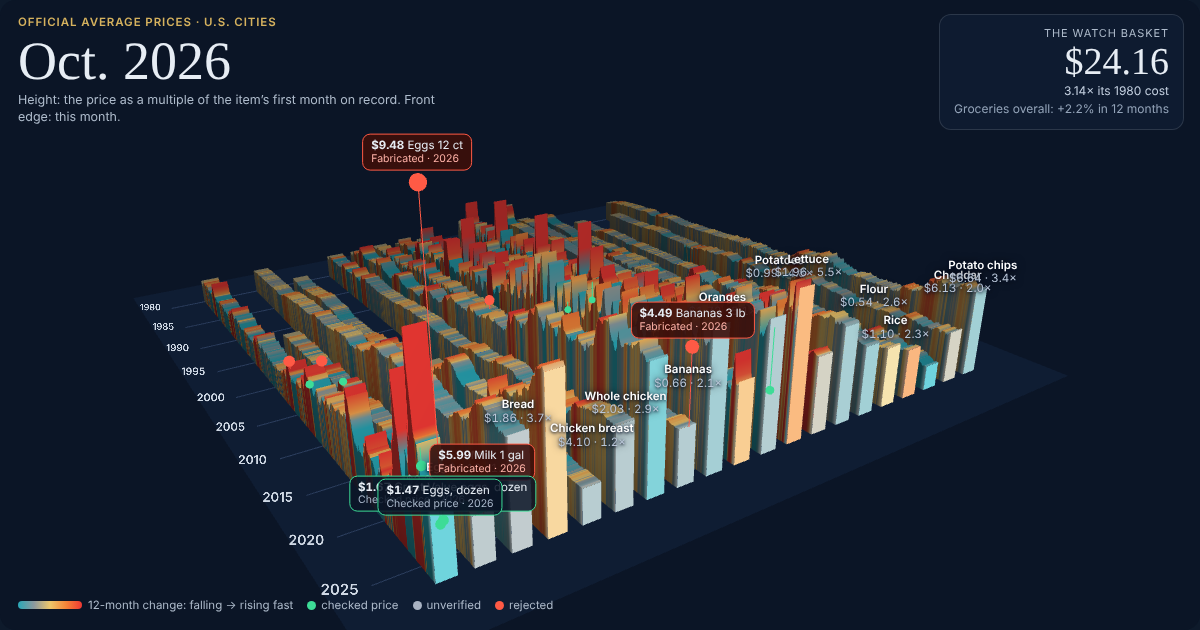 OFFICIAL AVERAGE PRICES · U.S. CITIES
Oct. 2026
Height: the price as a multiple of the item’s first month on record. Front
edge: this month.
THE WATCH BASKET
$24.16
3.14× its 1980 cost
Groceries overall: +2.2% in 12 months
$9.48 Eggs 12 ct
Fabricated · 2026
Lettuce
$1.96 · 5.5×
Potato chips
3.4×
$6.13 · 2.0×
Flour
$0.54 · 2.6×
Oranges
$4.49 Bananas 3 lb
Fabricated · 2026
Rice
$1.10 · 2.3×
Bananas
$0.66 · 2.1×
Whole chicken
$2.03 · 2.9×
Bread
$1.86 · 3.7×
Chicken breast
$4.10 · 1.2×
$5.99 Milk 1 gal
Fabricated · 2026
dozen
$1.47 Eggs, dozen
Checked price · 2026
1980
1985
1990
1995
2000
2005
2010
2015
2020
2025
12-month change: falling → rising fast
checked price
unverified
rejected